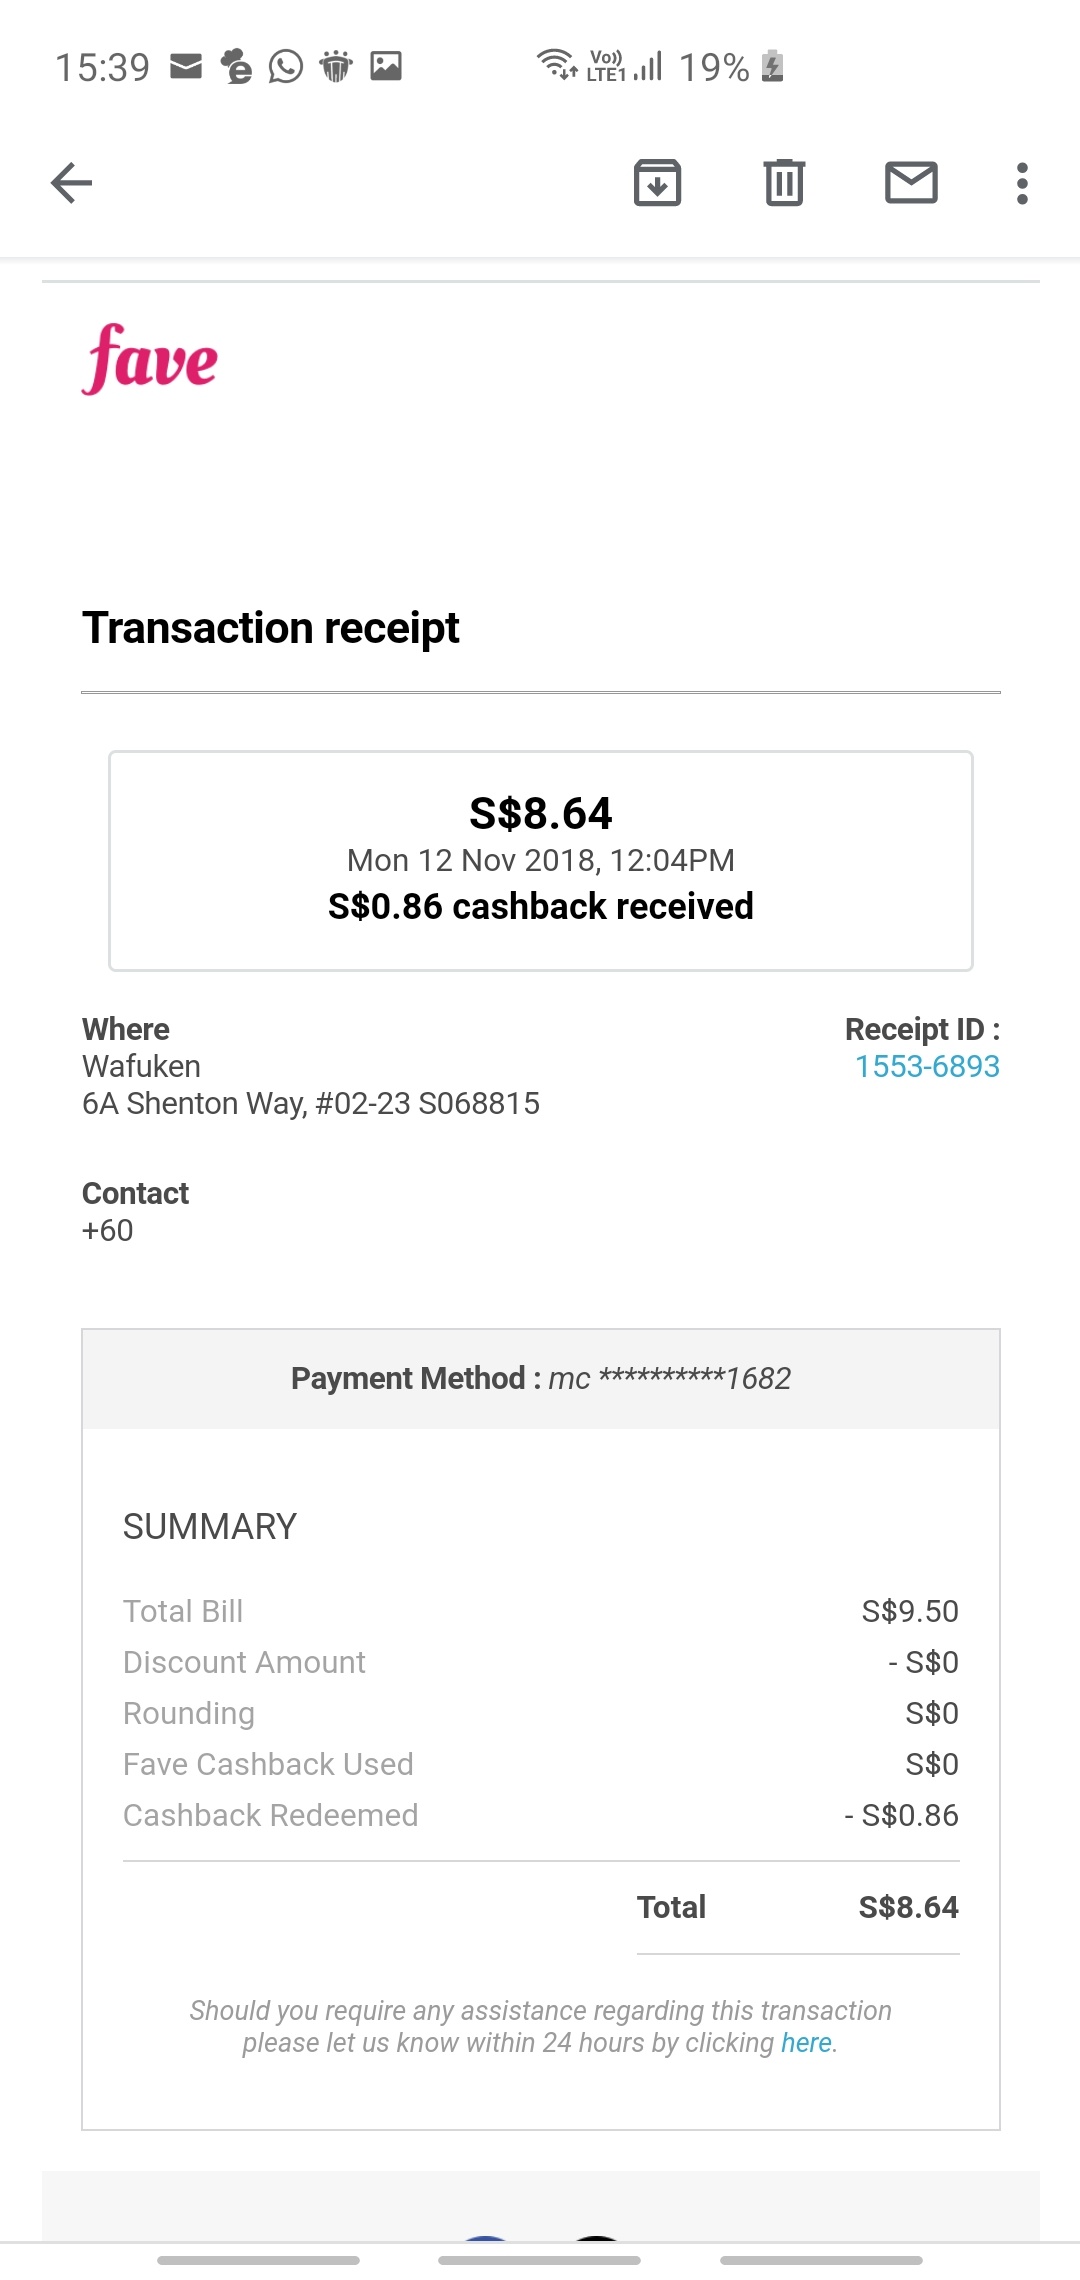 15:39 Vo)) LTE1 19%
fave
Transaction receipt
S$8.64
Mon 12 Nov 2018, 12:04PM
S$0.86 cashback received
Where
Receipt ID :
Wafuken
1553-6893
6A Shenton Way, #02-23 S068815
Contact
+60
Payment Method : mc **********1682
SUMMARY
Total Bill S$9.50
Discount Amount - S$0
Rounding S$0
Fave Cashback Used S$0
Cashback Redeemed - S$0.86
Total S$8.64
Should you require any assistance regarding this transaction
please let us know within 24 hours by clicking here.